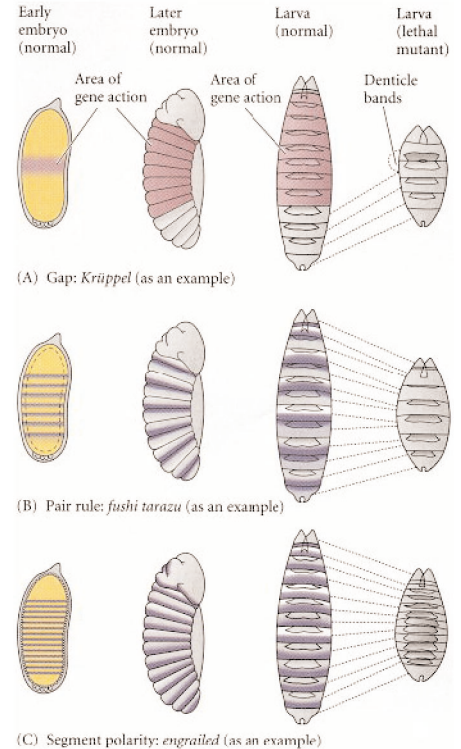 Early
embryo
(normal)
Later
embryo
(normal)
Larva
(normal)
Larva
(lethal
mutant)
Area of
gene action
Area of
gene action
Denticle
bands
(A) Gap: Krüppel (as an example)
(B) Pair rule: fushi tarazu (as an example)
(C) Segment polarity: engrailed (as an example)